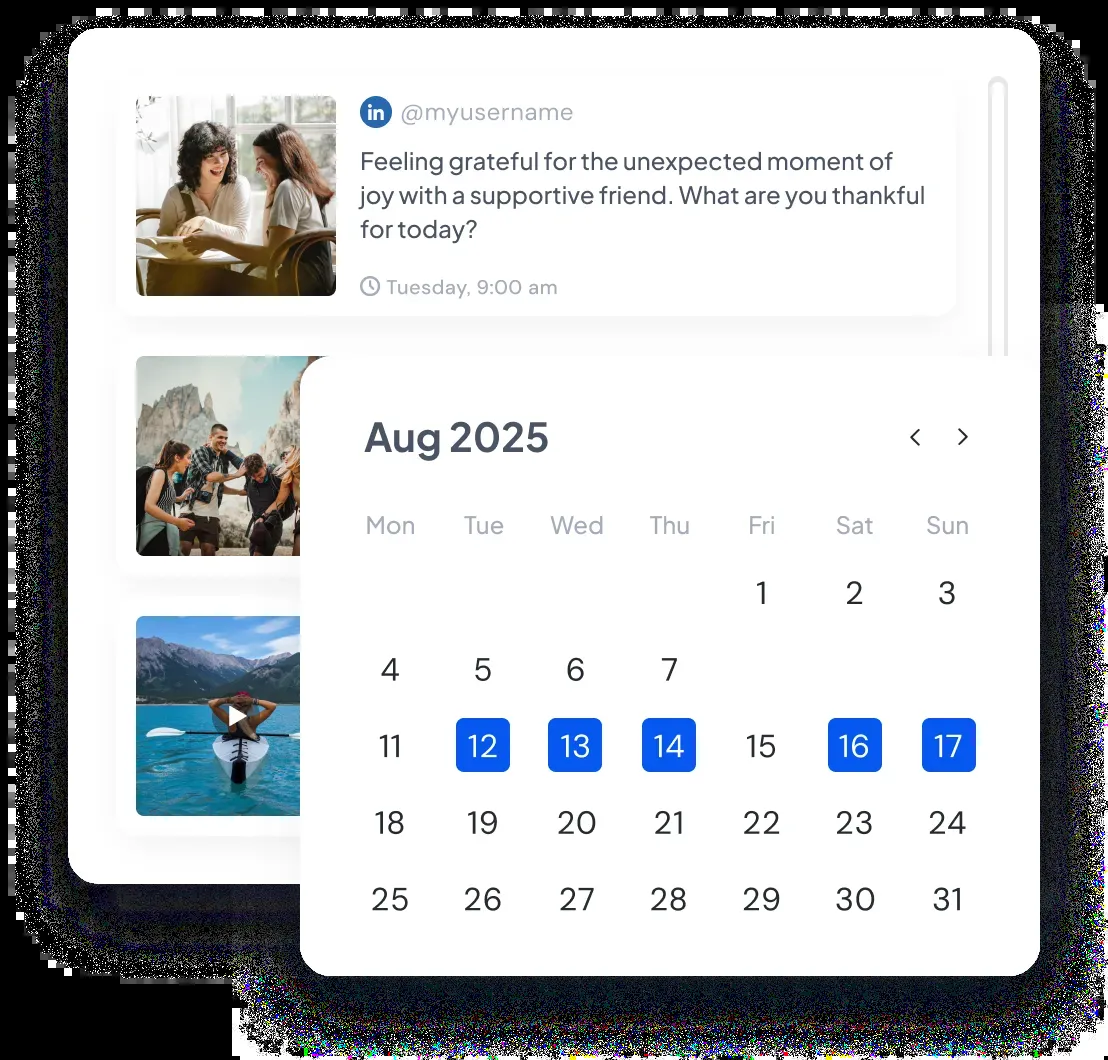 in @myusername
Feeling grateful for the unexpected moment of
joy with a supportive friend. What are you thankful
for today?
Tuesday, 9:00 am
Aug 2025
Mon Tue Wed Thu Fri Sat Sun
1 2 3
4 5 6 7
11 12 13 14 15 16 17
18 19 20 21 22 23 24
25 26 27 28 29 30 31